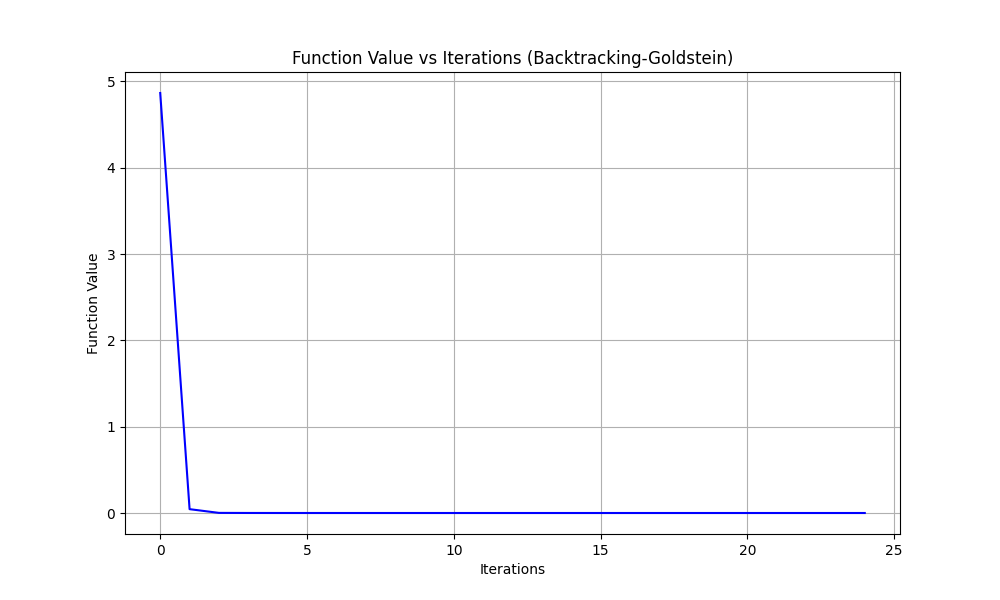 Function Value vs Iterations (Backtracking-Goldstein)
Function Value
5
4
3
2
1
0
0 5 10 15 20 25
Iterations